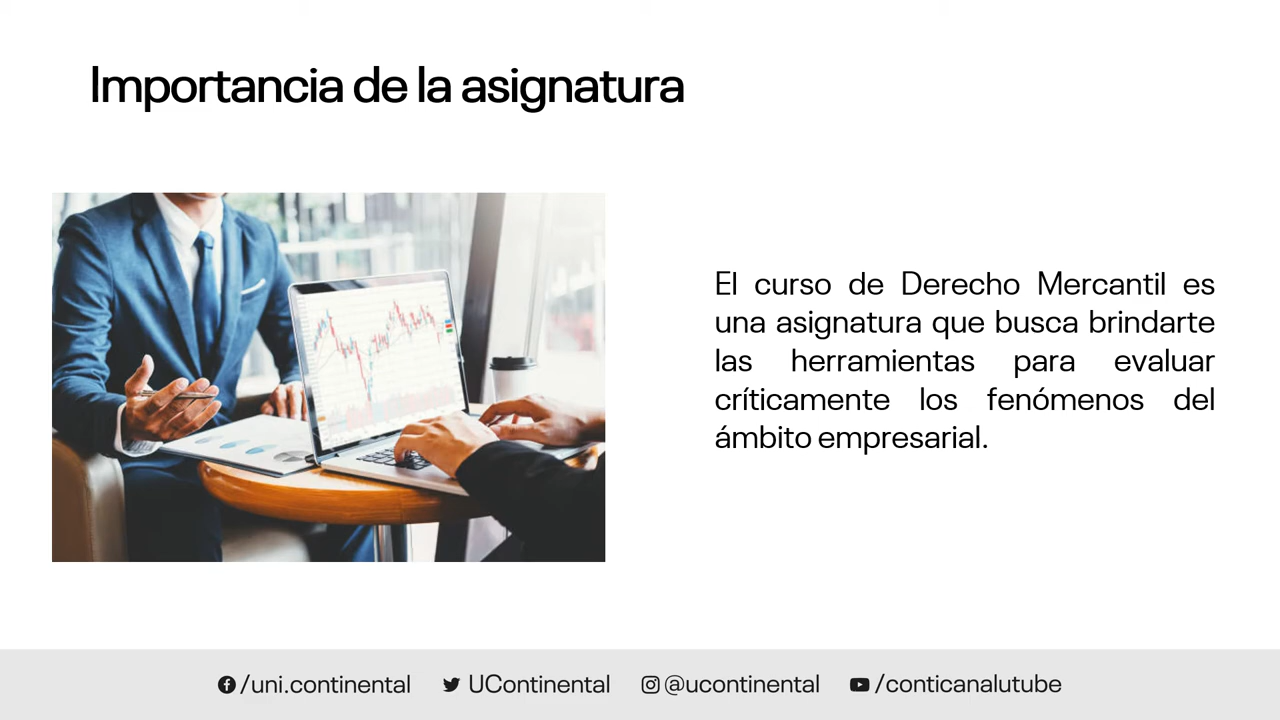 Importancia de la asignatura
El curso de Derecho Mercantil es
una asignatura que busca brindarte
las herramientas para evaluar
críticamente los fenómenos del
ámbito empresarial.
/uni.continental UContinental @ucontinental /conticanalutube